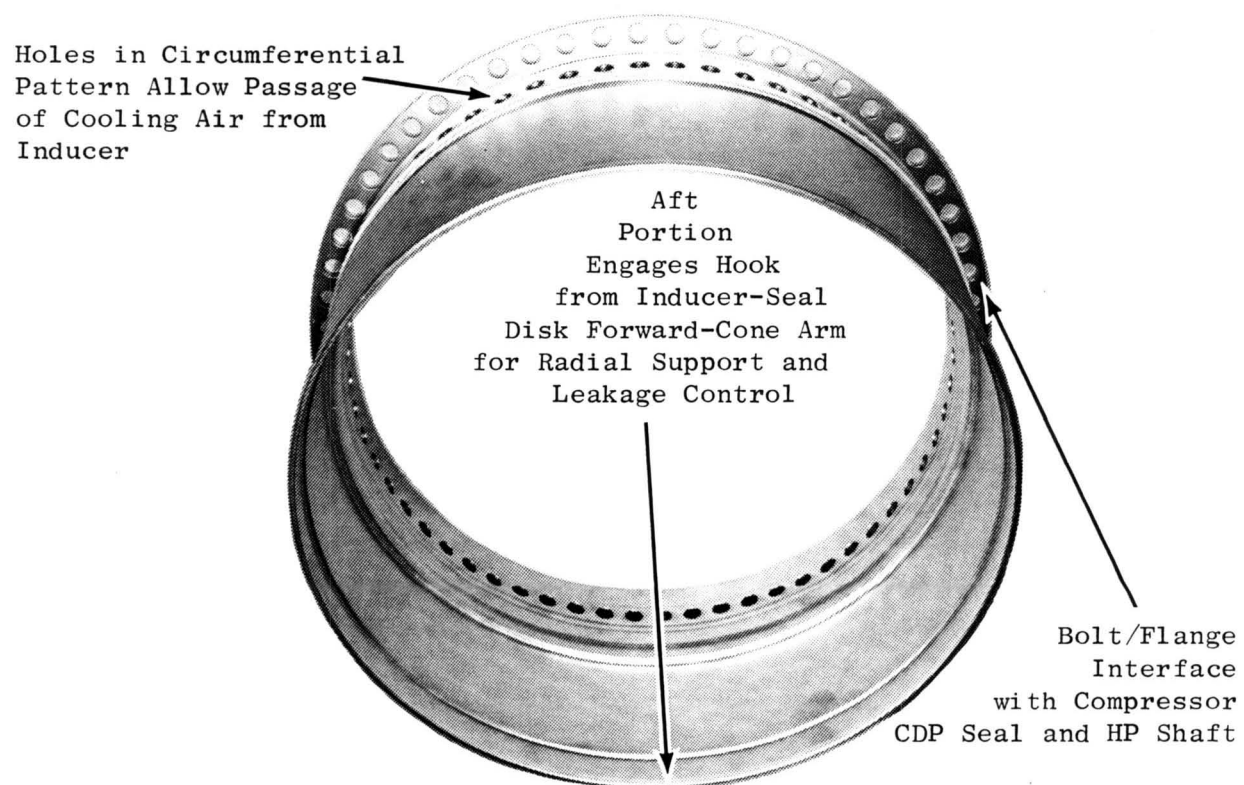 Holes in Circumferential
Pattern Allow Passage
of Cooling Air from
Inducer
Aft
Portion
Engages Hook
from Inducer-Seal
Disk Forward-Cone Arm
for Radial Support and
Leakage Control
Bolt/Flange
Interface
with Compressor
CDP Seal and HP Shaft